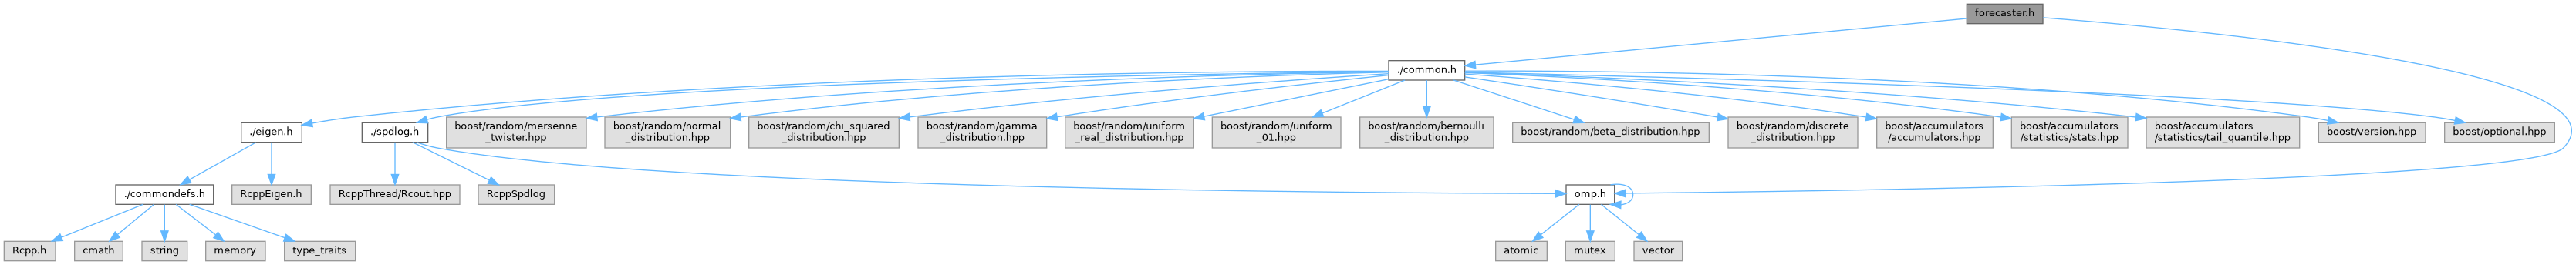 forecaster.h
./common.h
./eigen.h
./spdlog.h
boost/random/mersenne
_twister.hpp
boost/random/normal
_distribution.hpp
boost/random/chi_squared
_distribution.hpp
boost/random/gamma
_distribution.hpp
boost/random/uniform
_real_distribution.hpp
boost/random/uniform
_01.hpp
boost/random/bernoulli
_distribution.hpp
boost/random/beta_distribution.hpp
boost/random/discrete
_distribution.hpp
boost/accumulators
/accumulators.hpp
boost/accumulators
/statistics/stats.hpp
boost/accumulators
/statistics/tail_quantile.hpp
boost/version.hpp
boost/optional.hpp
./commondefs.h
RcppEigen.h
RcppThread/Rcout.hpp
RcppSpdlog
omp.h
Rcpp.h
cmath
string
memory
type_traits
atomic
mutex
vector